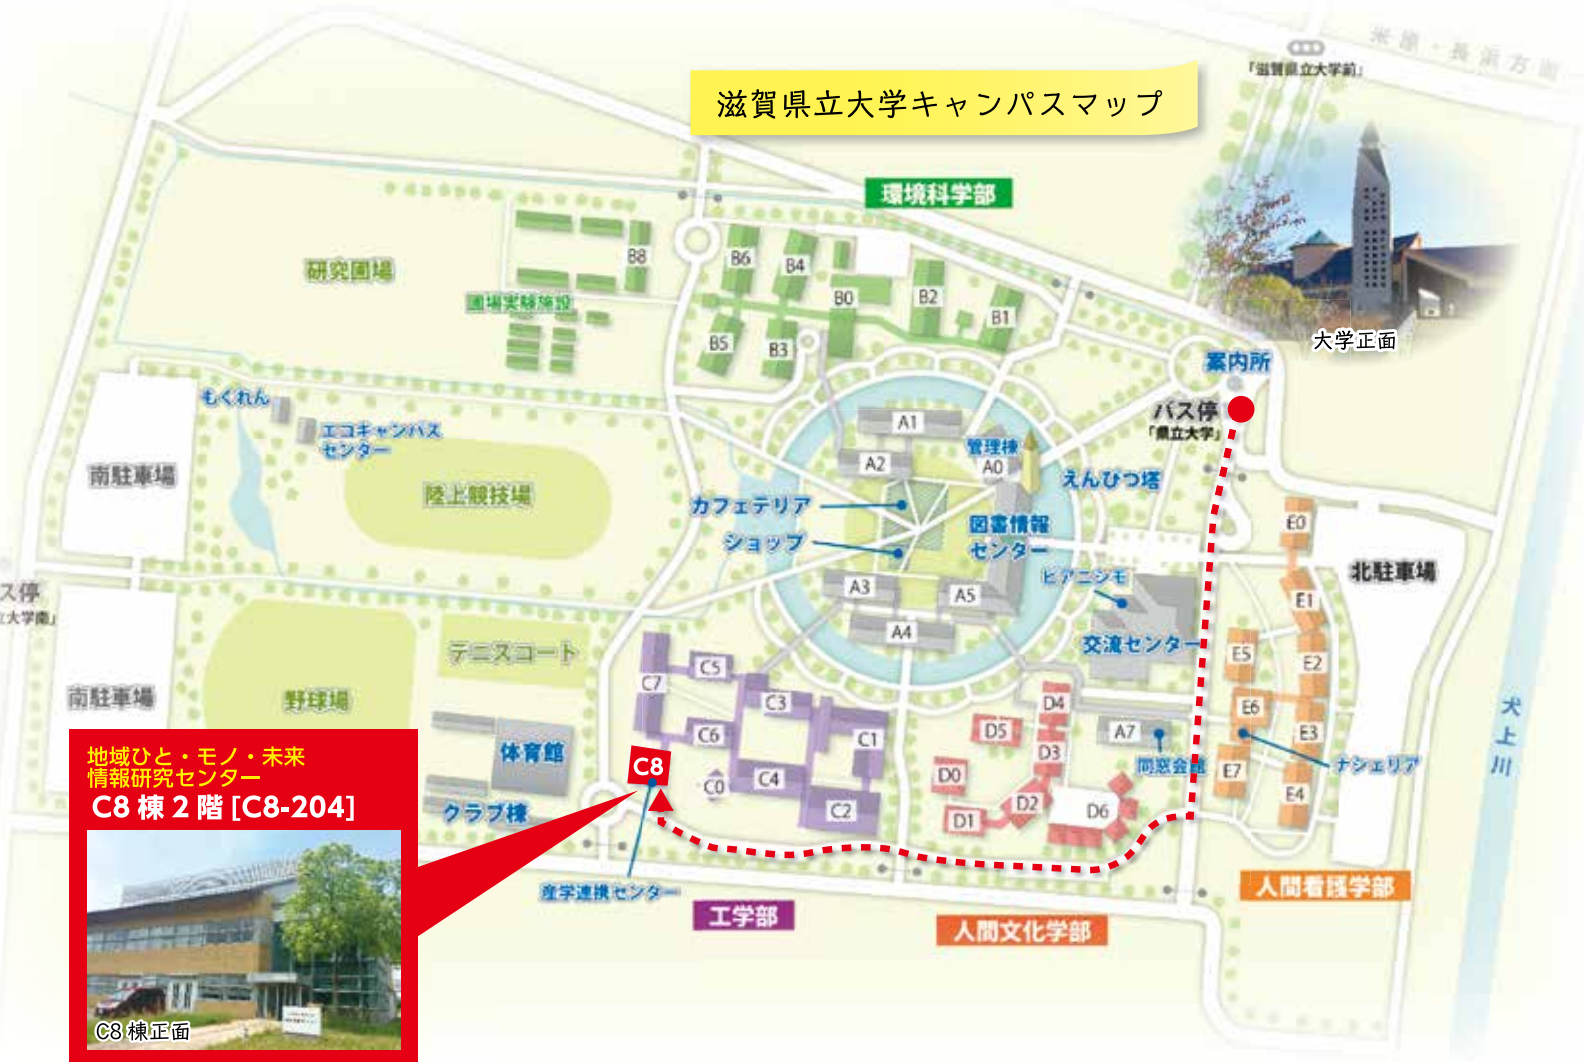 米原・長浜方面
「滋賀県立大学前」
滋賀県立大学キャンパスマップ
環境科学部
大学正面
研究圃場
圃場実験施設
B8
B6
B4
B0
B2
B1
B5
B3
案内所
バス停
「県立大学」
もくれん
エコキャンパス
センター
南駐車場
陸上競技場
A1
A2
管理棟
A0
えんぴつ塔
カフェテリア
ショップ
図書情報
センター
A3
A5
A4
ピアニシモ
交流センター
北駐車場
E0
E1
E5
E2
E6
E3
E7
E4
ナシェリア
犬上川
ス停
立大学南」
南駐車場
野球場
テニスコート
体育館
クラブ棟
C7
C5
C3
C6
C1
C8
C0
C4
C2
D4
D5
D3
D0
D2
D1
D6
A7
同窓会館
産学連携センター
工学部
人間文化学部
人間看護学部
地域ひと・モノ・未来
情報研究センター
C8 棟 2 階 [C8-204]
C8 棟正面